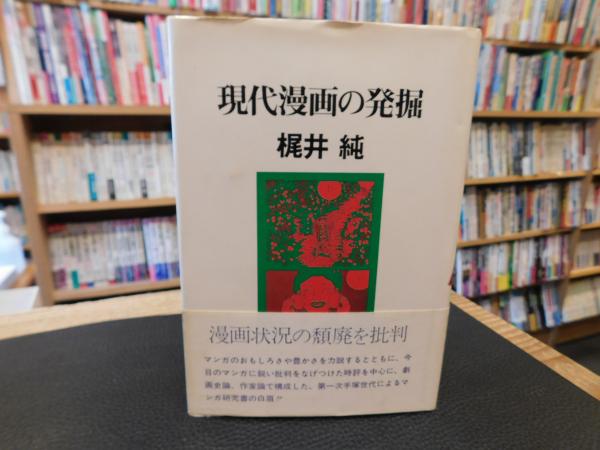 現代漫画の発掘
梶井 純
漫画状況の頽廃を批判
マンガのおもしろさや豊かさを力説するとともに、今
日のマンガに鋭い批判をなげつけた時評を中心に、劇
画史論、作家論で構成した、第一次手塚世代によるマ
ンガ研究書の白眉!!